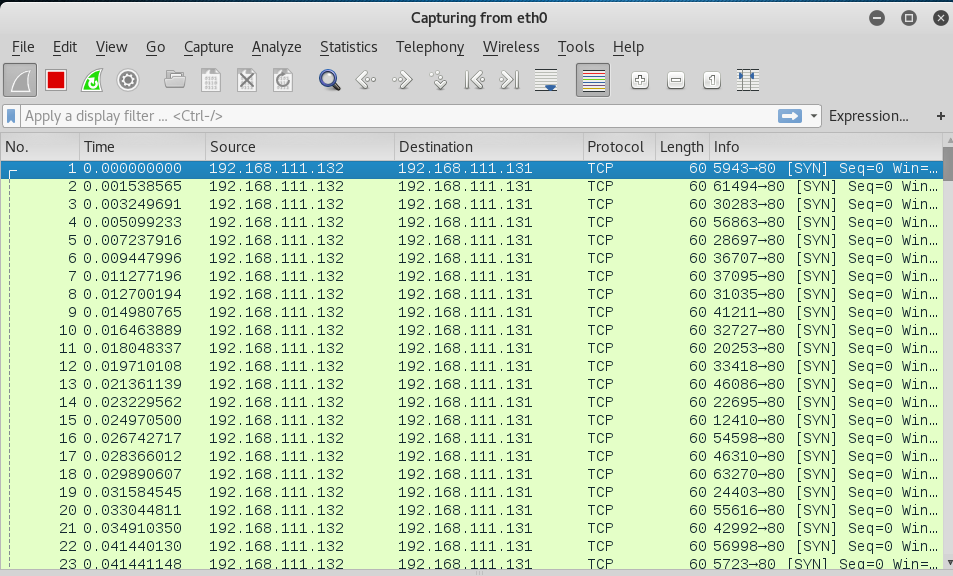 Capturing from eth0
File Edit View Go Capture Analyze Statistics Telephony Wireless Tools Help
Apply a display filter ... <Ctrl-/> Expression... +
No. Time Source Destination Protocol Length Info
1 0.000000000 192.168.111.132 192.168.111.131 TCP 60 5943→80 [SYN] Seq=0 Win=…
2 0.001538565 192.168.111.132 192.168.111.131 TCP 60 61494→80 [SYN] Seq=0 Win…
3 0.003249691 192.168.111.132 192.168.111.131 TCP 60 30283→80 [SYN] Seq=0 Win…
4 0.005099233 192.168.111.132 192.168.111.131 TCP 60 56863→80 [SYN] Seq=0 Win…
5 0.007237916 192.168.111.132 192.168.111.131 TCP 60 28697→80 [SYN] Seq=0 Win…
6 0.009447996 192.168.111.132 192.168.111.131 TCP 60 36707→80 [SYN] Seq=0 Win…
7 0.011277196 192.168.111.132 192.168.111.131 TCP 60 37095→80 [SYN] Seq=0 Win…
8 0.012700194 192.168.111.132 192.168.111.131 TCP 60 31035→80 [SYN] Seq=0 Win…
9 0.014980765 192.168.111.132 192.168.111.131 TCP 60 41211→80 [SYN] Seq=0 Win…
10 0.016463889 192.168.111.132 192.168.111.131 TCP 60 32727→80 [SYN] Seq=0 Win…
11 0.018048337 192.168.111.132 192.168.111.131 TCP 60 20253→80 [SYN] Seq=0 Win…
12 0.019710108 192.168.111.132 192.168.111.131 TCP 60 33418→80 [SYN] Seq=0 Win…
13 0.021361139 192.168.111.132 192.168.111.131 TCP 60 46086→80 [SYN] Seq=0 Win…
14 0.023229562 192.168.111.132 192.168.111.131 TCP 60 22695→80 [SYN] Seq=0 Win…
15 0.024970500 192.168.111.132 192.168.111.131 TCP 60 12410→80 [SYN] Seq=0 Win…
16 0.026742717 192.168.111.132 192.168.111.131 TCP 60 54598→80 [SYN] Seq=0 Win…
17 0.028366012 192.168.111.132 192.168.111.131 TCP 60 46310→80 [SYN] Seq=0 Win…
18 0.029890607 192.168.111.132 192.168.111.131 TCP 60 63270→80 [SYN] Seq=0 Win…
19 0.031584545 192.168.111.132 192.168.111.131 TCP 60 24403→80 [SYN] Seq=0 Win…
20 0.033044811 192.168.111.132 192.168.111.131 TCP 60 55616→80 [SYN] Seq=0 Win…
21 0.034910350 192.168.111.132 192.168.111.131 TCP 60 42992→80 [SYN] Seq=0 Win…
22 0.041440130 192.168.111.132 192.168.111.131 TCP 60 56998→80 [SYN] Seq=0 Win…
23 0.041441148 192.168.111.132 192.168.111.131 TCP 60 5723→80 [SYN] Seq=0 Win=…